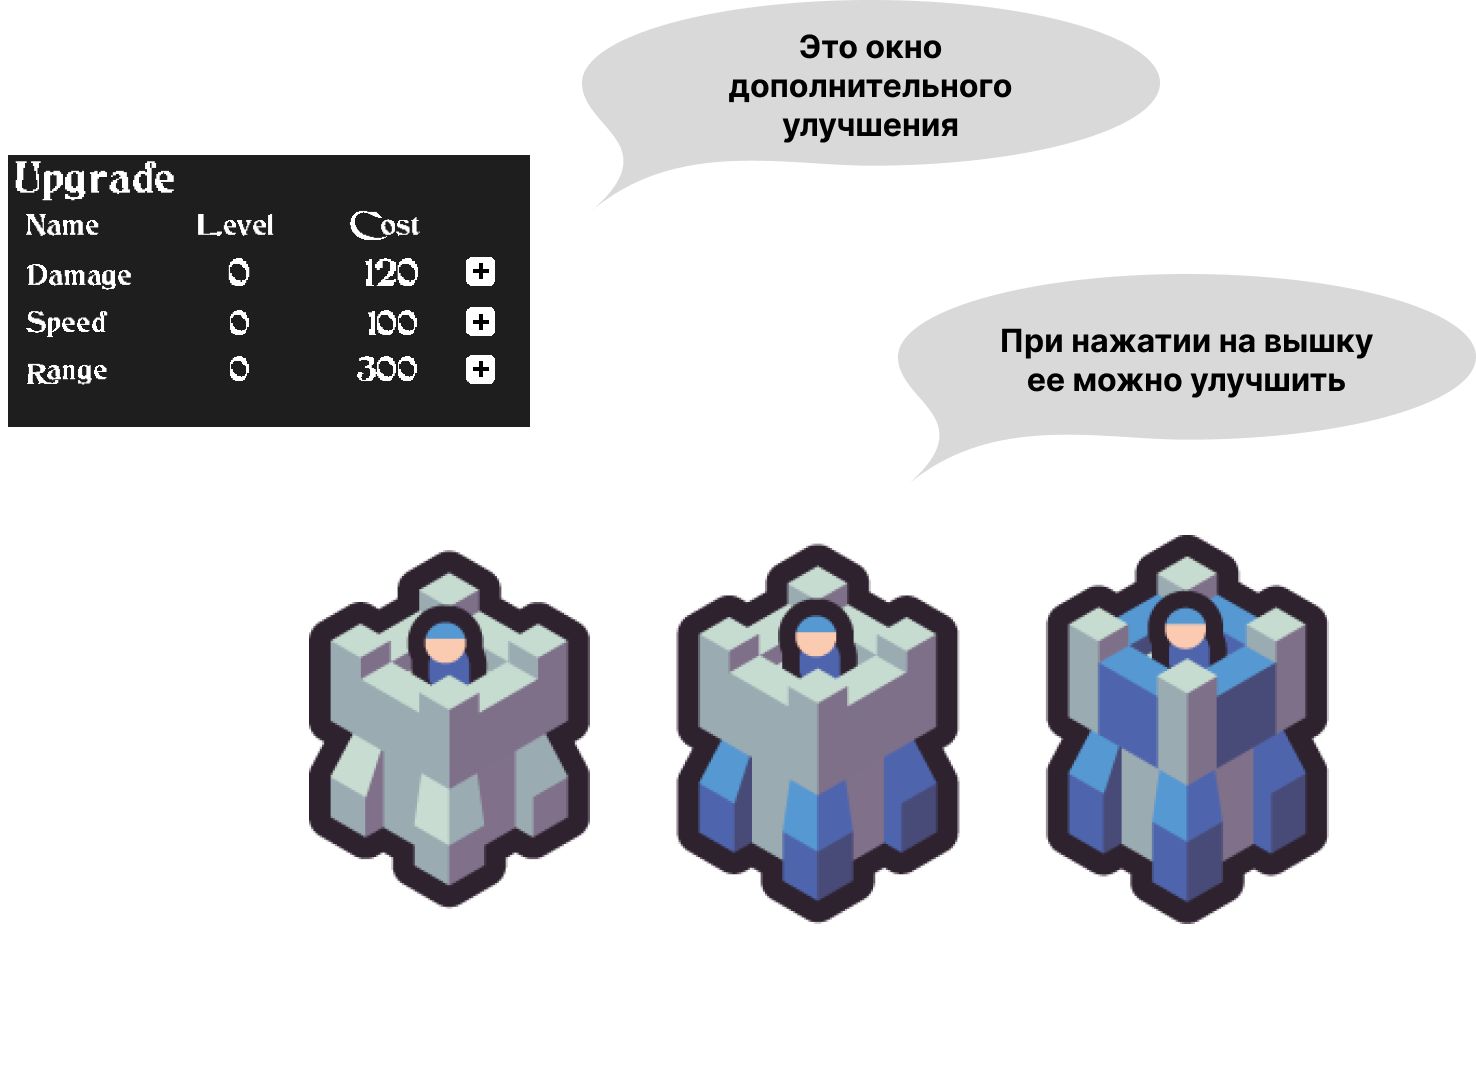 Это окно
дополнительного
улучшения
Upgrade
Name Level Cost
Damage 0 120 +
Speed 0 100 +
Range 0 300 +
При нажатии на вышку
ее можно улучшить